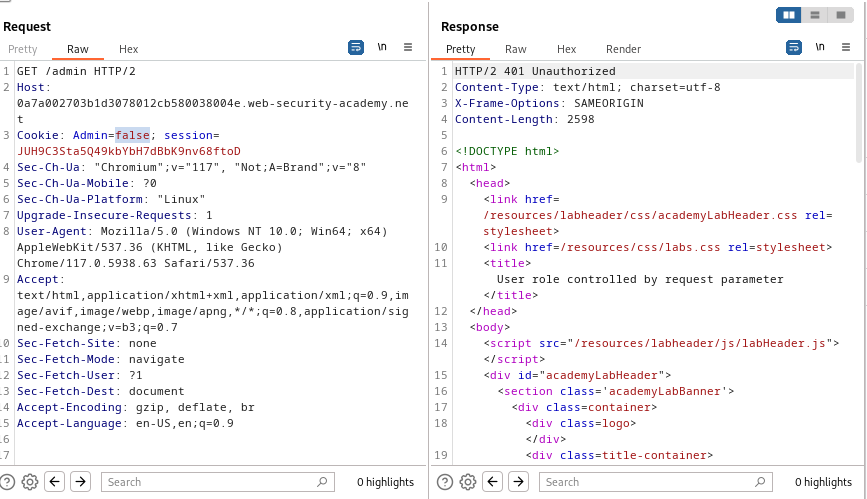 Request
Pretty Raw Hex \n
1 GET /admin HTTP/2
2 Host:
0a7a002703b1d3078012cb580038004e.web-security-academy.ne
t
3 Cookie: Admin=false; session=
JUH9C3Sta5Q49kbYbH7dBbK9nv68ftoD
4 Sec-Ch-Ua: "Chromium";v="117", "Not;A=Brand";v="8"
5 Sec-Ch-Ua-Mobile: ?0
6 Sec-Ch-Ua-Platform: "Linux"
7 Upgrade-Insecure-Requests: 1
8 User-Agent: Mozilla/5.0 (Windows NT 10.0; Win64; x64)
AppleWebKit/537.36 (KHTML, like Gecko)
Chrome/117.0.5938.63 Safari/537.36
9 Accept:
text/html,application/xhtml+xml,application/xml;q=0.9,im
age/avif,image/webp,image/apng,*/*;q=0.8,application/sig
ned-exchange;v=b3;q=0.7
10 Sec-Fetch-Site: none
11 Sec-Fetch-Mode: navigate
12 Sec-Fetch-User: ?1
13 Sec-Fetch-Dest: document
14 Accept-Encoding: gzip, deflate, br
15 Accept-Language: en-US,en;q=0.9
16
17
Search 0 highlights
Response
Pretty Raw Hex Render \n
1 HTTP/2 401 Unauthorized
2 Content-Type: text/html; charset=utf-8
3 X-Frame-Options: SAMEORIGIN
4 Content-Length: 2598
5
6 <!DOCTYPE html>
7 <html>
8 <head>
9 <link href=
/resources/labheader/css/academyLabHeader.css rel=
stylesheet>
10 <link href=/resources/css/labs.css rel=stylesheet>
11 <title>
User role controlled by request parameter
</title>
12 </head>
13 <body>
14 <script src="/resources/labheader/js/labHeader.js">
</script>
15 <div id="academyLabHeader">
16 <section class='academyLabBanner'>
17 <div class=container>
18 <div class=logo>
</div>
19 <div class=title-container>
Search 0 highlights